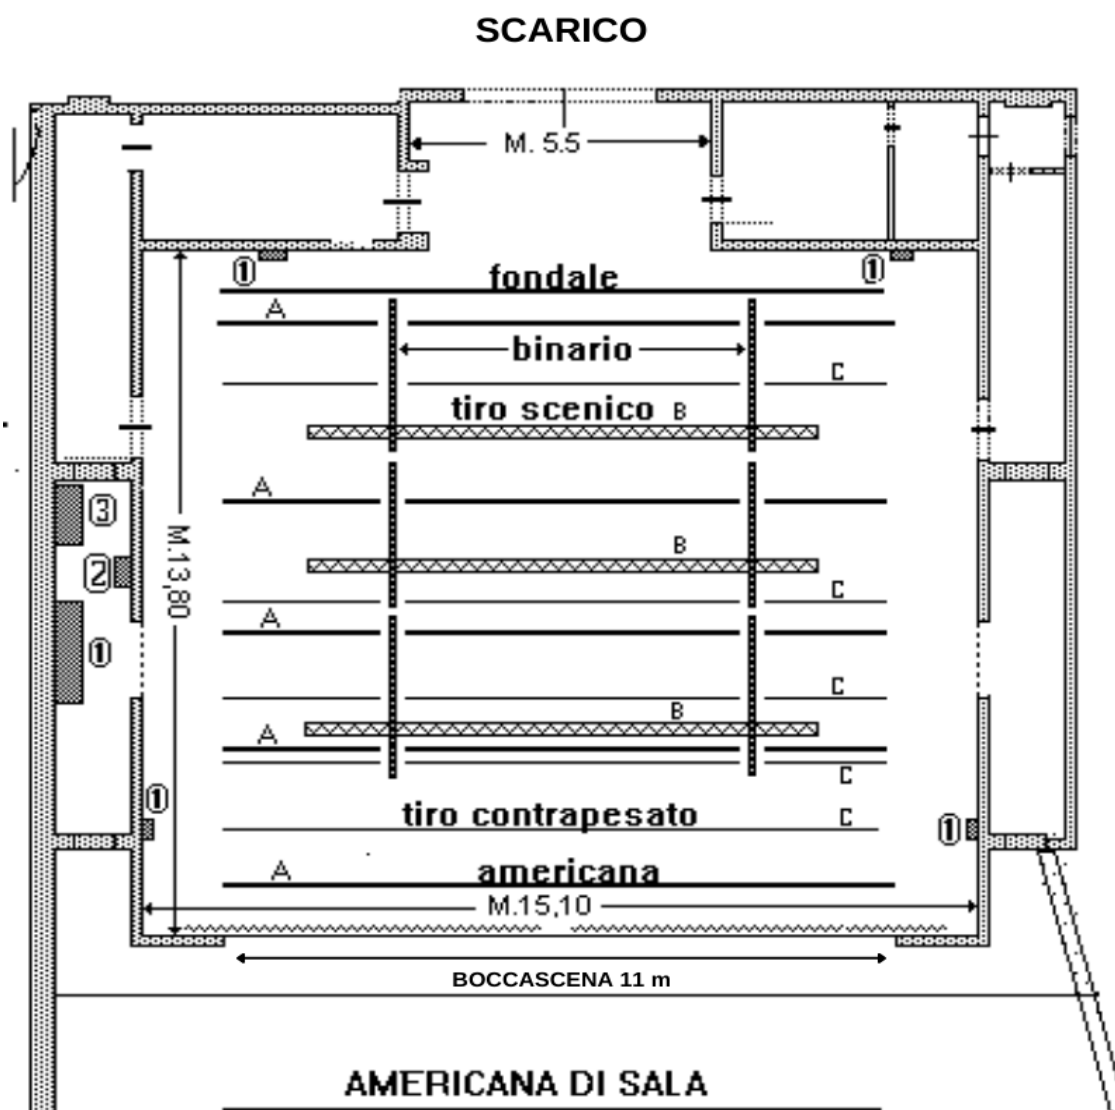 SCARICO
M. 5.5
1
1
fondale
A
binario
C
tiro scenico B
A
3
M.13,80
B
2
C
A
1
C
B
A
C
1
tiro contrapesato C
1
americana
A
M.15,10
BOCCASCENA 11 m
AMERICANA DI SALA